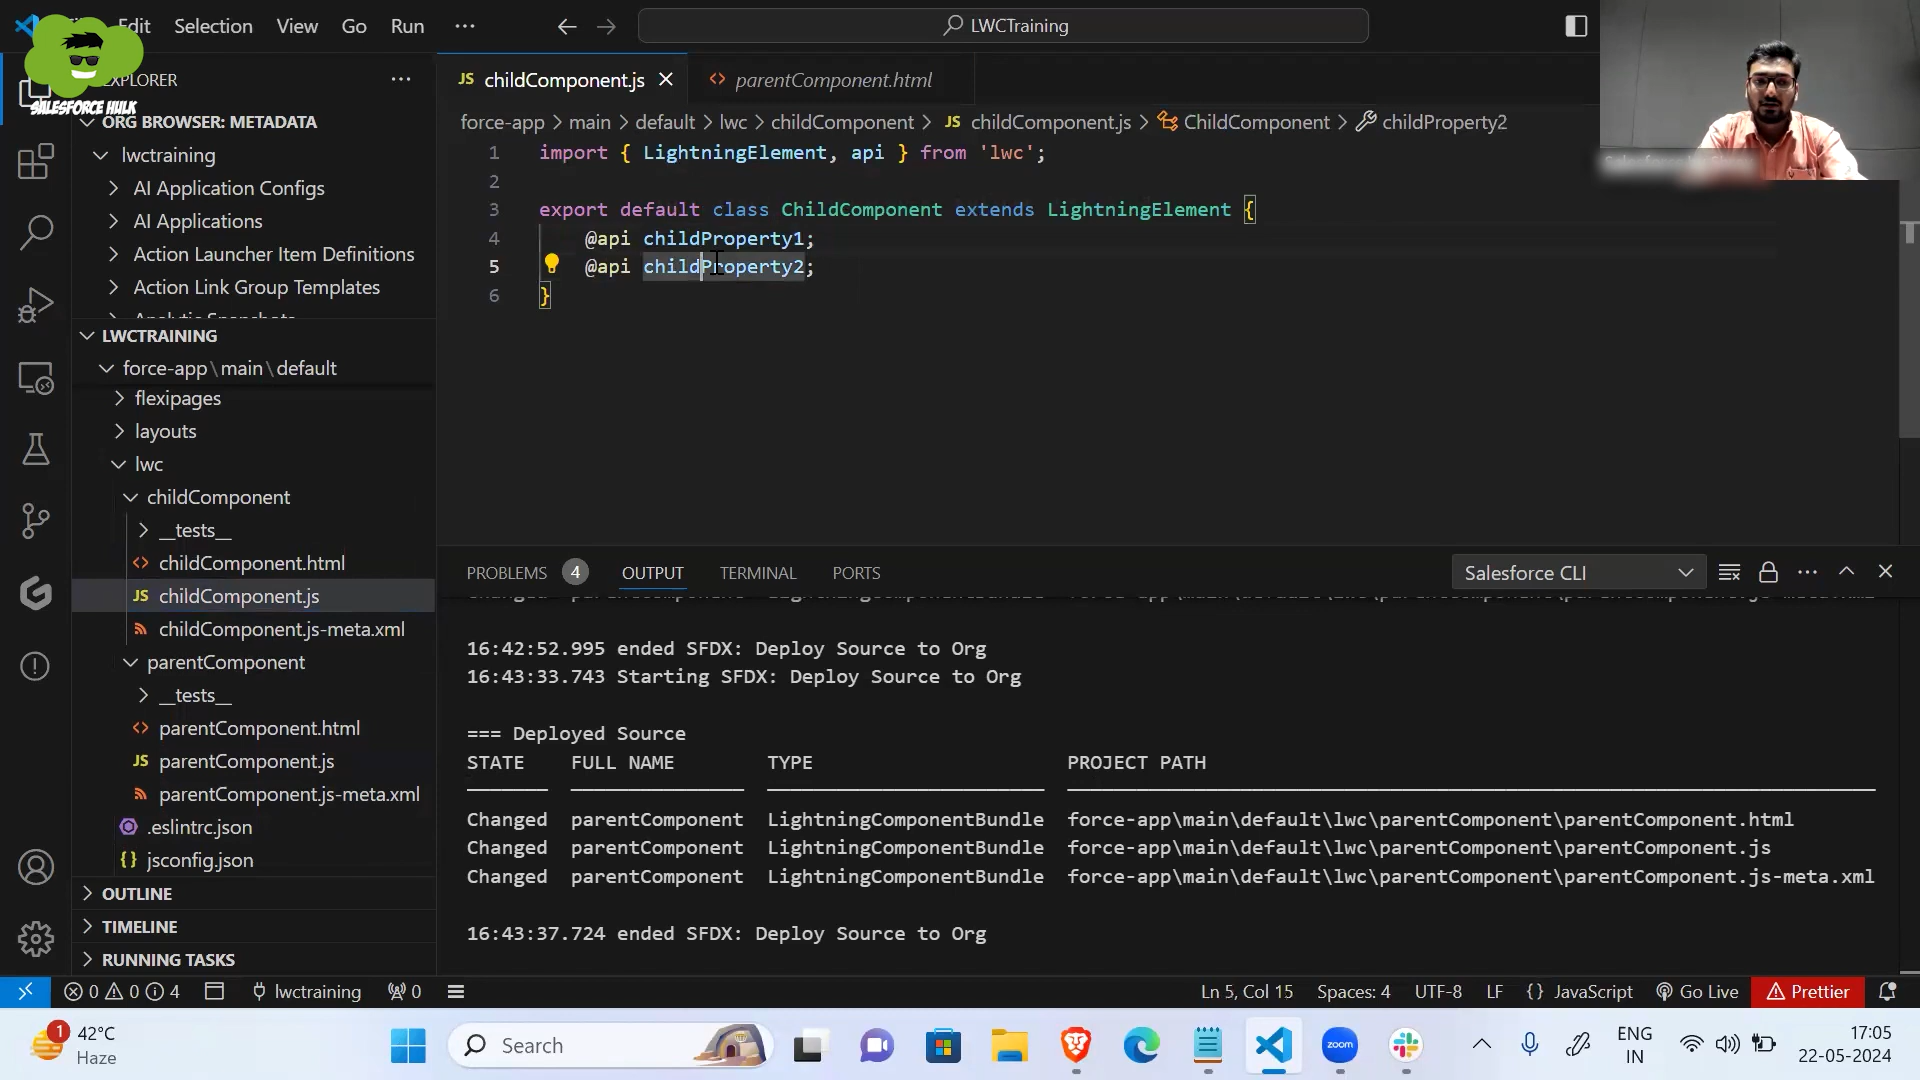 Edit Selection View Go Run ···
LWCTraining
SALESFORCE HULK
EXPLORER ···
ORG BROWSER: METADATA
lwctraining
AI Application Configs
AI Applications
Action Launcher Item Definitions
Action Link Group Templates
LWCTRAINING
force-app\main\default
flexipages
layouts
lwc
childComponent
__tests__
childComponent.html
JS childComponent.js
childComponent.js-meta.xml
parentComponent
__tests__
parentComponent.html
JS parentComponent.js
parentComponent.js-meta.xml
.eslintrc.json
{} jsconfig.json
OUTLINE
TIMELINE
RUNNING TASKS
JS childComponent.js
<> parentComponent.html
force-app > main > default > lwc > childComponent > JS childComponent.js > ChildComponent > childProperty2
1 import { LightningElement, api } from 'lwc';
2
3 export default class ChildComponent extends LightningElement {
4 @api childProperty1;
5 @api childProperty2;
6 }
PROBLEMS 4 OUTPUT TERMINAL PORTS
Salesforce CLI
16:42:52.995 ended SFDX: Deploy Source to Org
16:43:33.743 Starting SFDX: Deploy Source to Org
=== Deployed Source
STATE FULL NAME TYPE PROJECT PATH
Changed parentComponent LightningComponentBundle force-app\main\default\lwc\parentComponent\parentComponent.html
Changed parentComponent LightningComponentBundle force-app\main\default\lwc\parentComponent\parentComponent.js
Changed parentComponent LightningComponentBundle force-app\main\default\lwc\parentComponent\parentComponent.js-meta.xml
16:43:37.724 ended SFDX: Deploy Source to Org
0 0 4 lwctraining 0
Ln 5, Col 15 Spaces: 4 UTF-8 LF {} JavaScript Go Live Prettier
1
42°C
Haze
Search
zoom
ENG
IN
17:05
22-05-2024